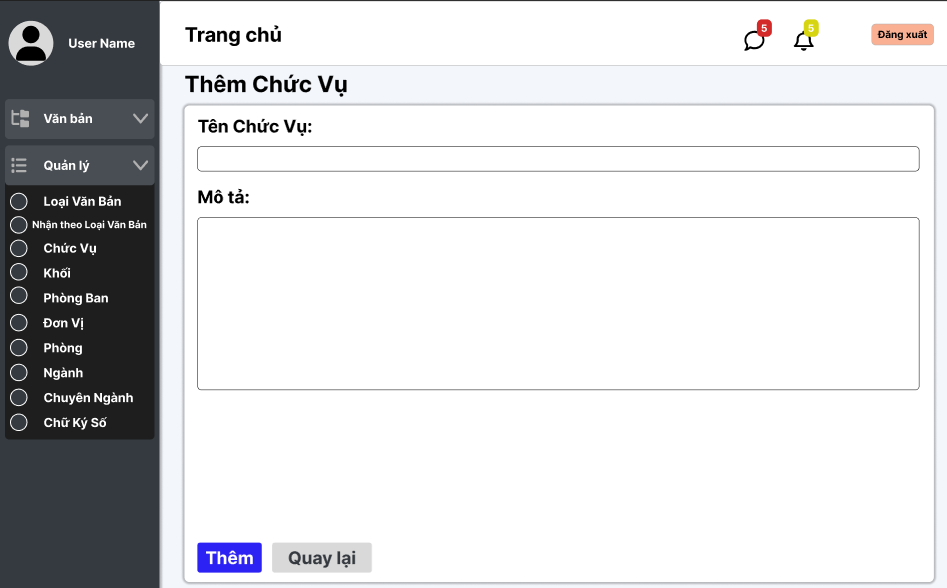 User Name
Văn bản
Quản lý
Loại Văn Bản
Nhận theo Loại Văn Bản
Chức Vụ
Khối
Phòng Ban
Đơn Vị
Phòng
Ngành
Chuyên Ngành
Chữ Ký Số
Trang chủ
5
5
Đăng xuất
Thêm Chức Vụ
Tên Chức Vụ:
Mô tả:
Thêm
Quay lại